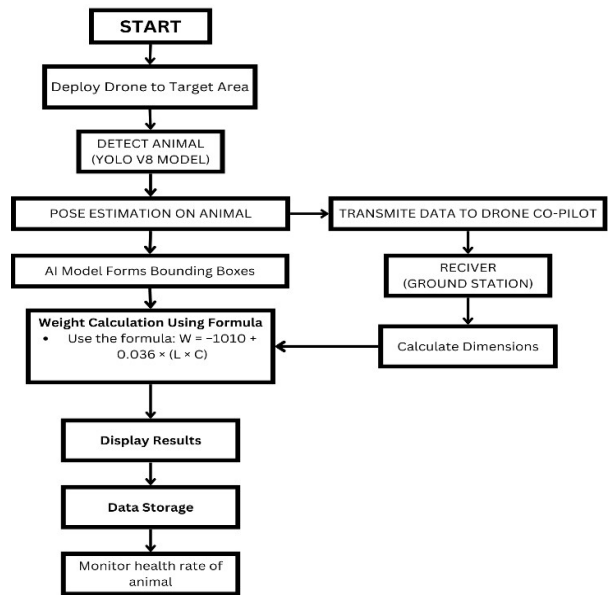 START
Deploy Drone to Target Area
DETECT ANIMAL
(YOLO V8 MODEL)
POSE ESTIMATION ON ANIMAL
TRANSMITE DATA TO DRONE CO-PILOT
AI Model Forms Bounding Boxes
RECIVER
(GROUND STATION)
Weight Calculation Using Formula
• Use the formula: W = −1010 +
0.036 × (L × C)
Calculate Dimensions
Display Results
Data Storage
Monitor health rate of
animal